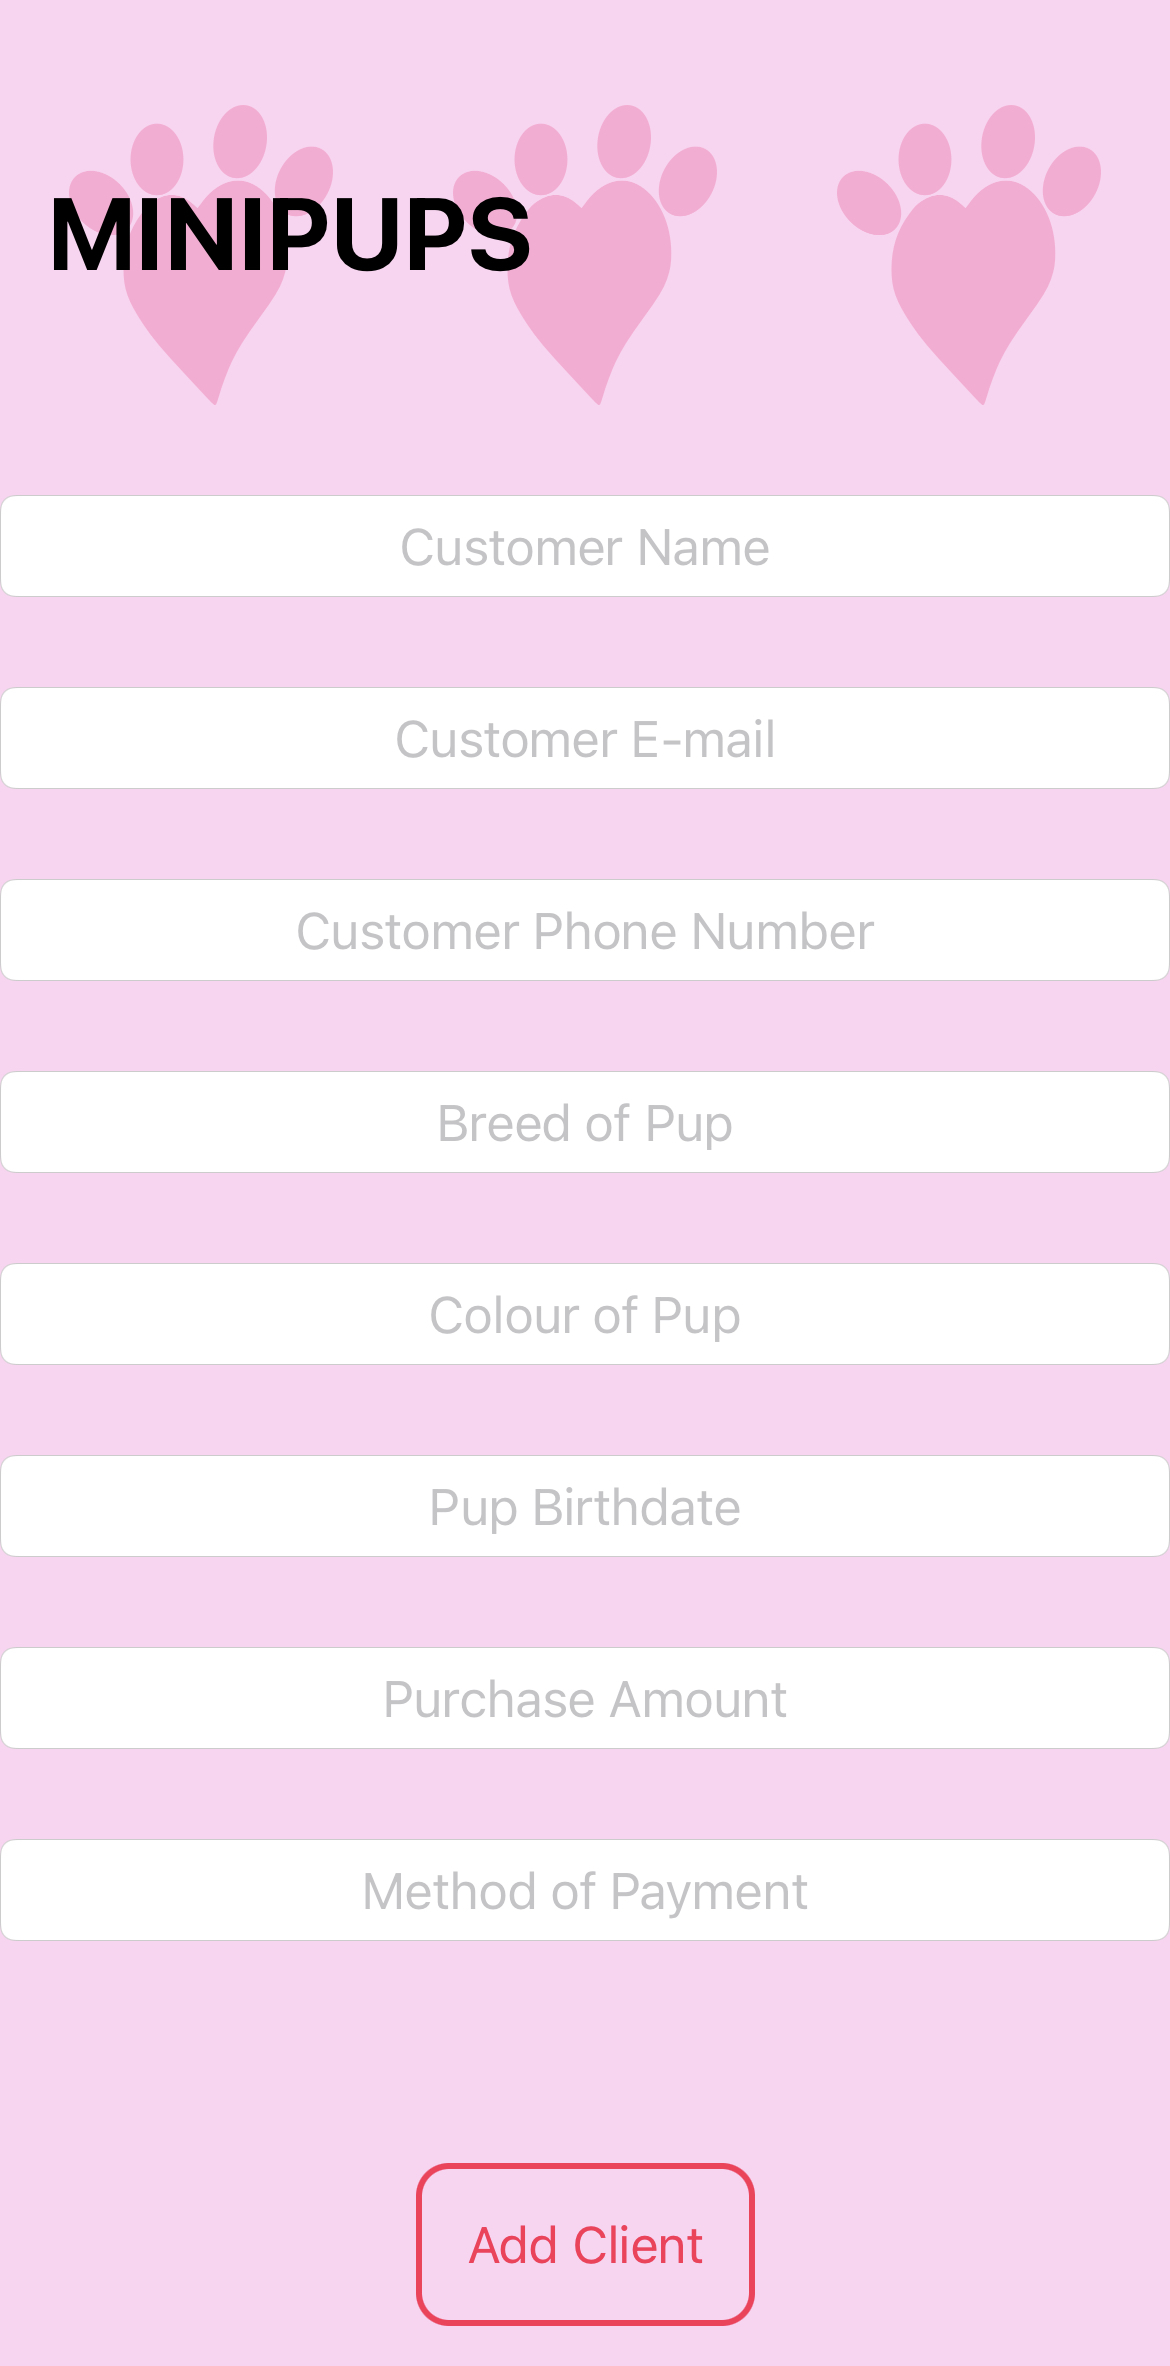 MINIPUPS
Customer Name
Customer E-mail
Customer Phone Number
Breed of Pup
Colour of Pup
Pup Birthdate
Purchase Amount
Method of Payment
Add Client